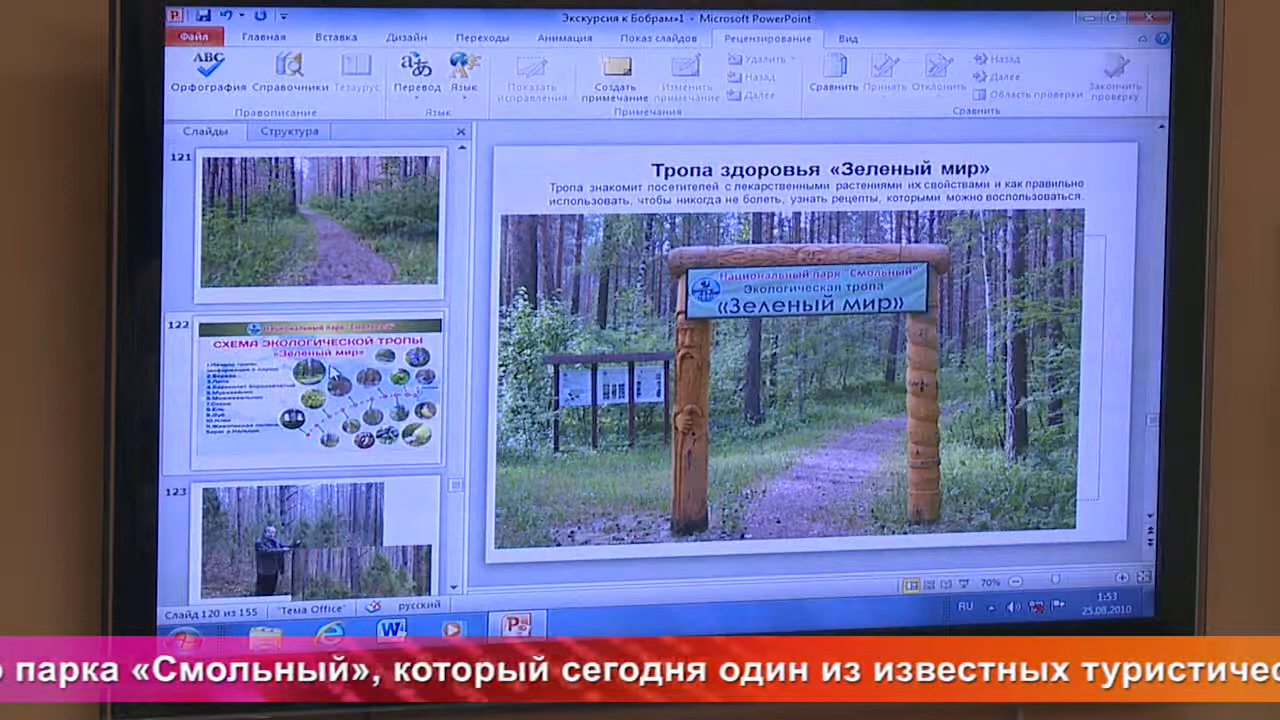 Экскурсия к Бобрам»1 - Microsoft PowerPoint
Файл Главная Вставка Дизайн Переходы Анимация Показ слайдов Рецензирование Вид
ABC
Орфография Справочники Тезаурус
Правописание
Перевод Язык
Язык
Показать исправления
Создать примечание
Изменить примечание
Удалить
Назад
Далее
Примечания
Сравнить Принять Отклонить
Назад
Далее
Область проверки
Закончить проверку
Сравнить
Слайды Структура
121
122
Национальный парк "Смольный"
СХЕМА ЭКОЛОГИЧЕСКОЙ ТРОПЫ
«Зеленый мир»
123
Тропа здоровья «Зеленый мир»
Тропа знакомит посетителей с лекарственными растениями их свойствами и как правильно
использовать, чтобы никогда не болеть, узнать рецепты, которыми можно воспользоваться.
Национальный парк "Смольный"
Экологическая тропа
«Зеленый мир»
Слайд 120 из 155 "Тема Office" русский
70%
RU
1:53
25.08.2010
парка «Смольный», который сегодня один из известных туристичес